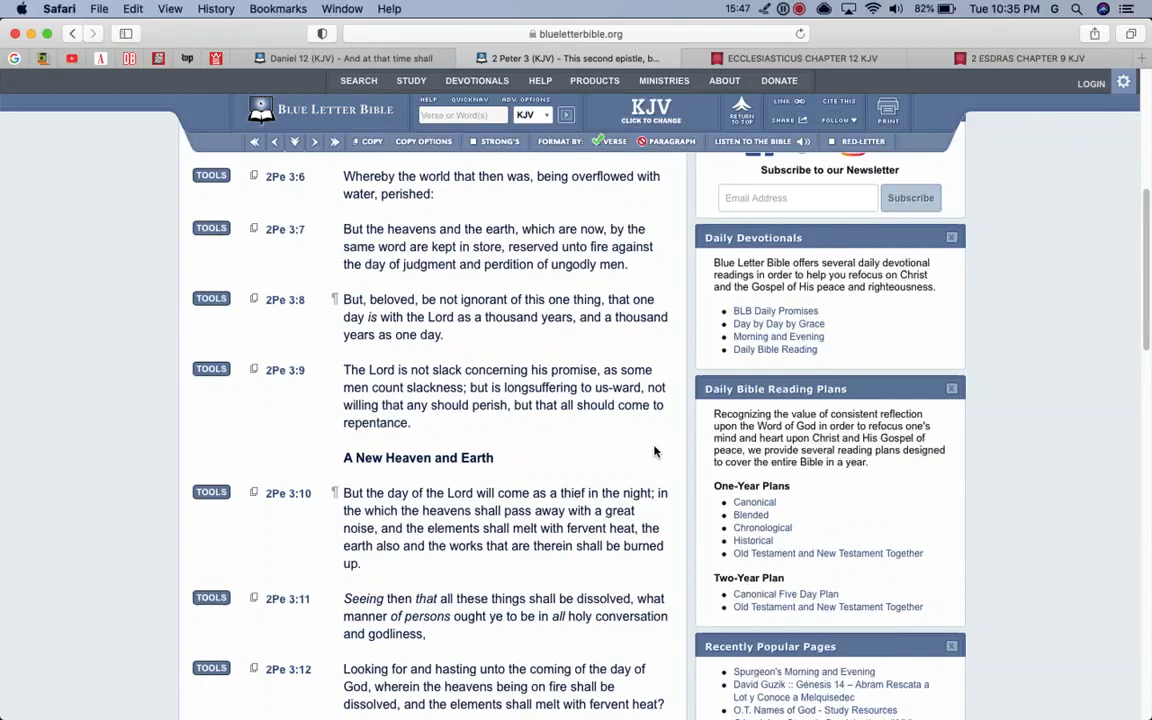 Safari File Edit View History Bookmarks Window Help 15:47 82% Tue 10:35 PM G
blueletterbible.org
G A DB top W Daniel 12 (KJV) - And at that time shall 2 Peter 3 (KJV) - This second epistle, b... ECCLESIASTICUS CHAPTER 12 KJV 2 ESDRAS CHAPTER 9 KJV
SEARCH STUDY DEVOTIONALS HELP PRODUCTS MINISTRIES ABOUT DONATE LOGIN
BLUE LETTER BIBLE
HELP QUICKNAV ADV. OPTIONS
Verse or Word(s) KJV
KJV
CLICK TO CHANGE
RETURN
TO TOP
LINK CITE THIS
SHARE FOLLOW PRINT
COPY COPY OPTIONS STRONG'S FORMAT BY: VERSE PARAGRAPH LISTEN TO THE BIBLE RED-LETTER
TOOLS 2Pe 3:6 Whereby the world that then was, being overflowed with
water, perished:
TOOLS 2Pe 3:7 But the heavens and the earth, which are now, by the
same word are kept in store, reserved unto fire against
the day of judgment and perdition of ungodly men.
TOOLS 2Pe 3:8 ¶ But, beloved, be not ignorant of this one thing, that one
day is with the Lord as a thousand years, and a thousand
years as one day.
TOOLS 2Pe 3:9 The Lord is not slack concerning his promise, as some
men count slackness; but is longsuffering to us-ward, not
willing that any should perish, but that all should come to
repentance.
A New Heaven and Earth
TOOLS 2Pe 3:10 ¶ But the day of the Lord will come as a thief in the night; in
the which the heavens shall pass away with a great
noise, and the elements shall melt with fervent heat, the
earth also and the works that are therein shall be burned
up.
TOOLS 2Pe 3:11 Seeing then that all these things shall be dissolved, what
manner of persons ought ye to be in all holy conversation
and godliness,
TOOLS 2Pe 3:12 Looking for and hasting unto the coming of the day of
God, wherein the heavens being on fire shall be
dissolved, and the elements shall melt with fervent heat?
Subscribe to our Newsletter
Email Address Subscribe
Daily Devotionals
Blue Letter Bible offers several daily devotional
readings in order to help you refocus on Christ
and the Gospel of His peace and righteousness.
BLB Daily Promises
Day by Day by Grace
Morning and Evening
Daily Bible Reading
Daily Bible Reading Plans
Recognizing the value of consistent reflection
upon the Word of God in order to refocus one's
mind and heart upon Christ and His Gospel of
peace, we provide several reading plans designed
to cover the entire Bible in a year.
One-Year Plans
Canonical
Blended
Chronological
Historical
Old Testament and New Testament Together
Two-Year Plan
Canonical Five Day Plan
Old Testament and New Testament Together
Recently Popular Pages
Spurgeon's Morning and Evening
David Guzik :: Génesis 14 – Abram Rescata a
Lot y Conoce a Melquisedec
O.T. Names of God - Study Resources